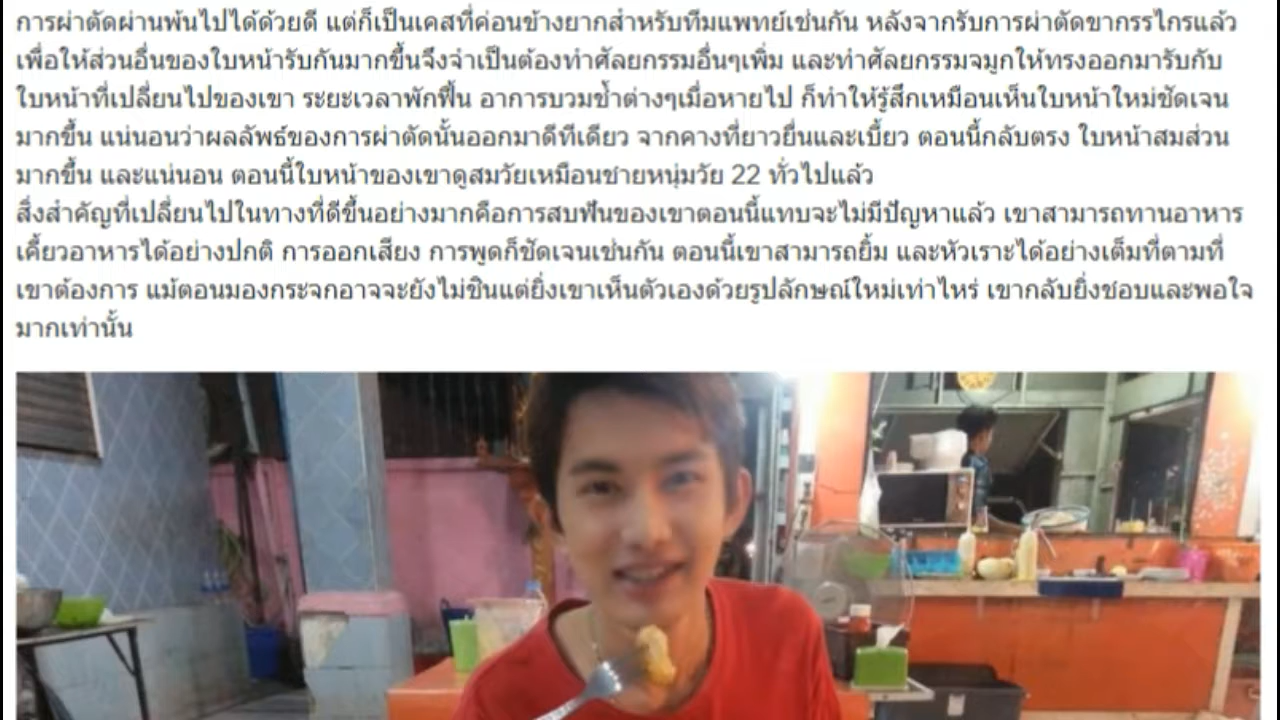 การผ่าตัดผ่านพ้นไปได้ด้วยดี แต่ก็เป็นเคสที่ค่อนข้างยากสำหรับทีมแพทย์เช่นกัน หลังจากรับการผ่าตัดขากรรไกรแล้ว
เพื่อให้ส่วนอื่นของใบหน้ารับกันมากขึ้นจึงจำเป็นต้องทำศัลยกรรมอื่นๆเพิ่ม และทำศัลยกรรมจมูกให้ทรงออกมารับกับ
ใบหน้าที่เปลี่ยนไปของเขา ระยะเวลาพักฟื้น อาการบวมช้ำต่างๆเมื่อหายไป ก็ทำให้รู้สึกเหมือนเห็นใบหน้าใหม่ชัดเจน
มากขึ้น แน่นอนว่าผลลัพธ์ของการผ่าตัดนั้นออกมาดีทีเดียว จากคางที่ยาวยื่นและเบี้ยว ตอนนี้กลับตรง ใบหน้าสมส่วน
มากขึ้น และแน่นอน ตอนนี้ใบหน้าของเขาดูสมวัยเหมือนชายหนุ่มวัย 22 ทั่วไปแล้ว
สิ่งสำคัญที่เปลี่ยนไปในทางที่ดีขึ้นอย่างมากคือการสบฟันของเขาตอนนี้แทบจะไม่มีปัญหาแล้ว เขาสามารถทานอาหาร
เคี้ยวอาหารได้อย่างปกติ การออกเสียง การพูดก็ชัดเจนเช่นกัน ตอนนี้เขาสามารถยิ้ม และหัวเราะได้อย่างเต็มที่ตามที่
เขาต้องการ แม้ตอนมองกระจกอาจจะยังไม่ชินแต่ยิ่งเขาเห็นตัวเองด้วยรูปลักษณ์ใหม่เท่าไหร่ เขากลับยิ่งชอบและพอใจ
มากเท่านั้น